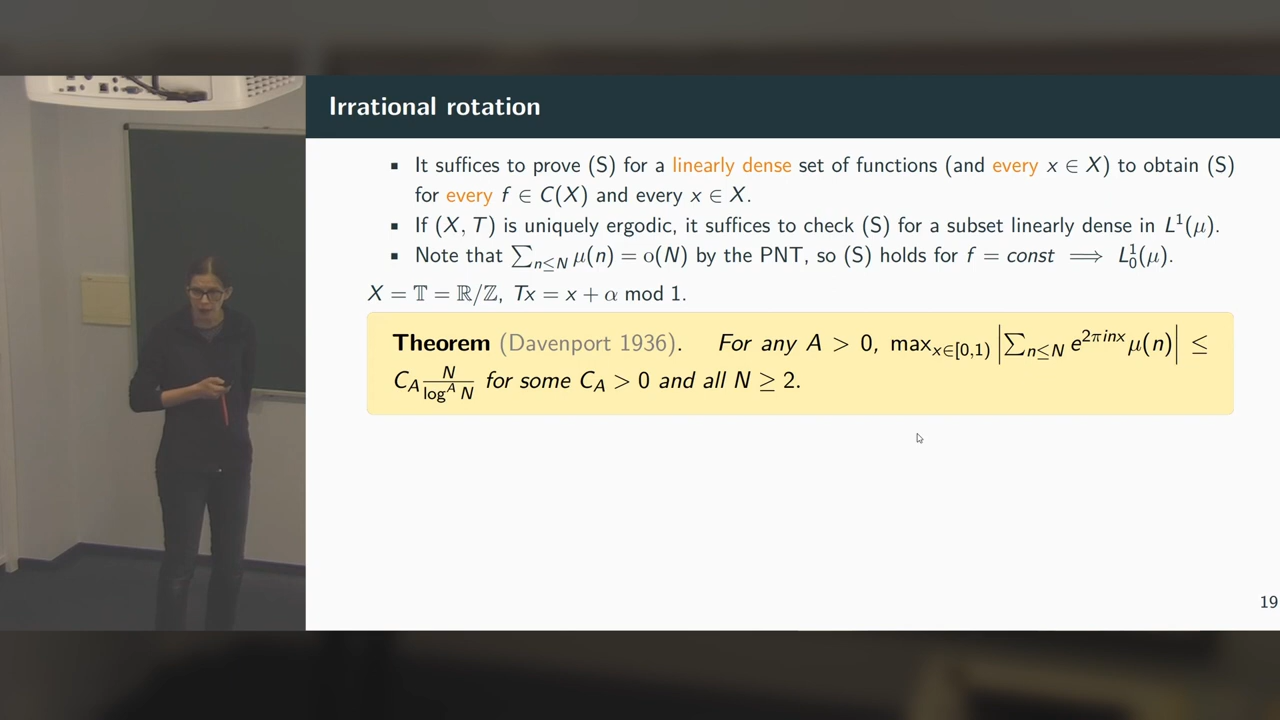 Irrational rotation
▪ It suffices to prove (S) for a linearly dense set of functions (and every x ∈ X) to obtain (S)
for every f ∈ C(X) and every x ∈ X.
▪ If (X, T) is uniquely ergodic, it suffices to check (S) for a subset linearly dense in L¹(μ).
▪ Note that ∑_{n≤N} μ(n) = o(N) by the PNT, so (S) holds for f = const ⟹ L¹₀(μ).
X = 𝕋 = ℝ/ℤ, Tx = x + α mod 1.
Theorem (Davenport 1936). For any A > 0, max_{x∈[0,1)} |∑_{n≤N} e^{2πinx} μ(n)| ≤
C_A N/log^A N for some C_A > 0 and all N ≥ 2.
19